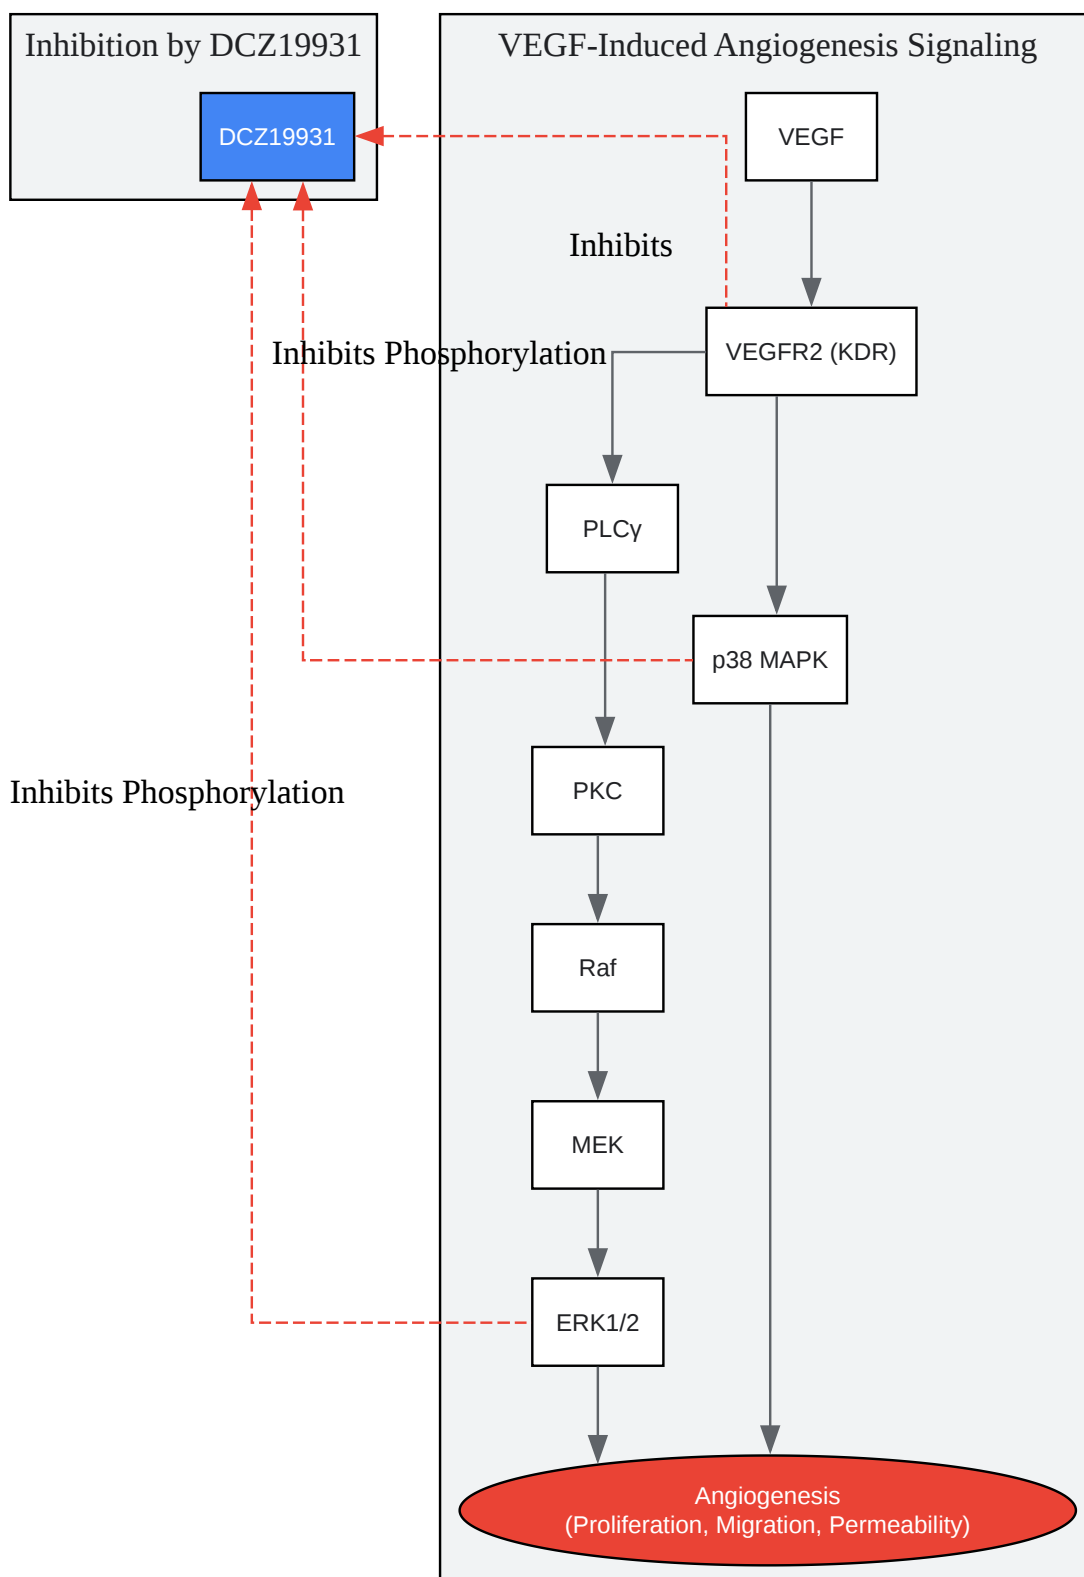 Inhibition by DCZ19931
VEGF-Induced Angiogenesis Signaling
DCZ19931
VEGF
Inhibits
Inhibits Phosphorylation
VEGFR2 (KDR)
PLCγ
p38 MAPK
Inhibits Phosphorylation
PKC
Raf
MEK
ERK1/2
Angiogenesis
(Proliferation, Migration, Permeability)